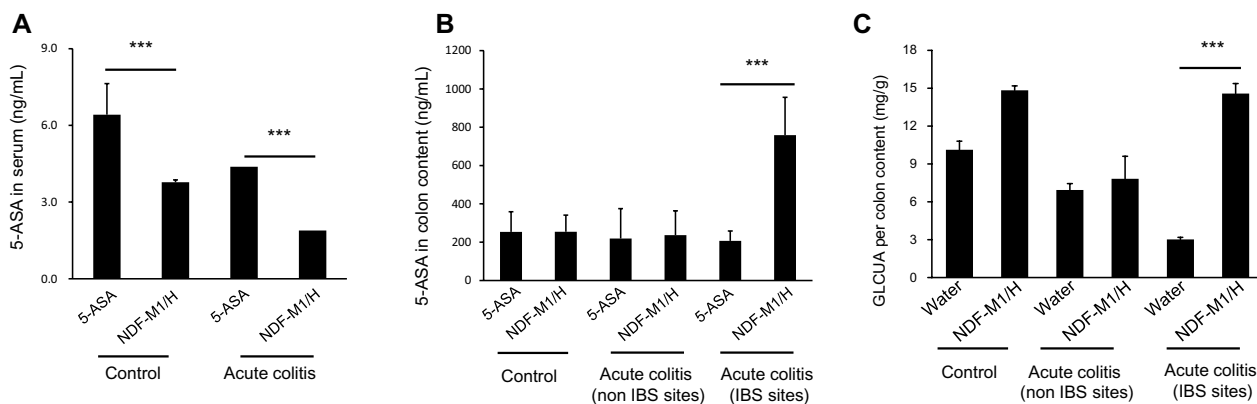 A
5-ASA in serum (ng/mL)
9.0
6.0
3.0
0.0
***
***
5-ASA
NDF-M1/H
5-ASA
NDF-M1/H
Control
Acute colitis
B
5-ASA in colon content (ng/mL)
1200
1000
800
600
400
200
0
***
5-ASA
NDF-M1/H
5-ASA
NDF-M1/H
5-ASA
NDF-M1/H
Control
Acute colitis
(non IBS sites)
Acute colitis
(IBS sites)
C
GLCUA per colon content (mg/g)
18
15
12
9
6
3
0
***
Water
NDF-M1/H
Water
NDF-M1/H
Water
NDF-M1/H
Control
Acute colitis
(non IBS sites)
Acute colitis
(IBS sites)